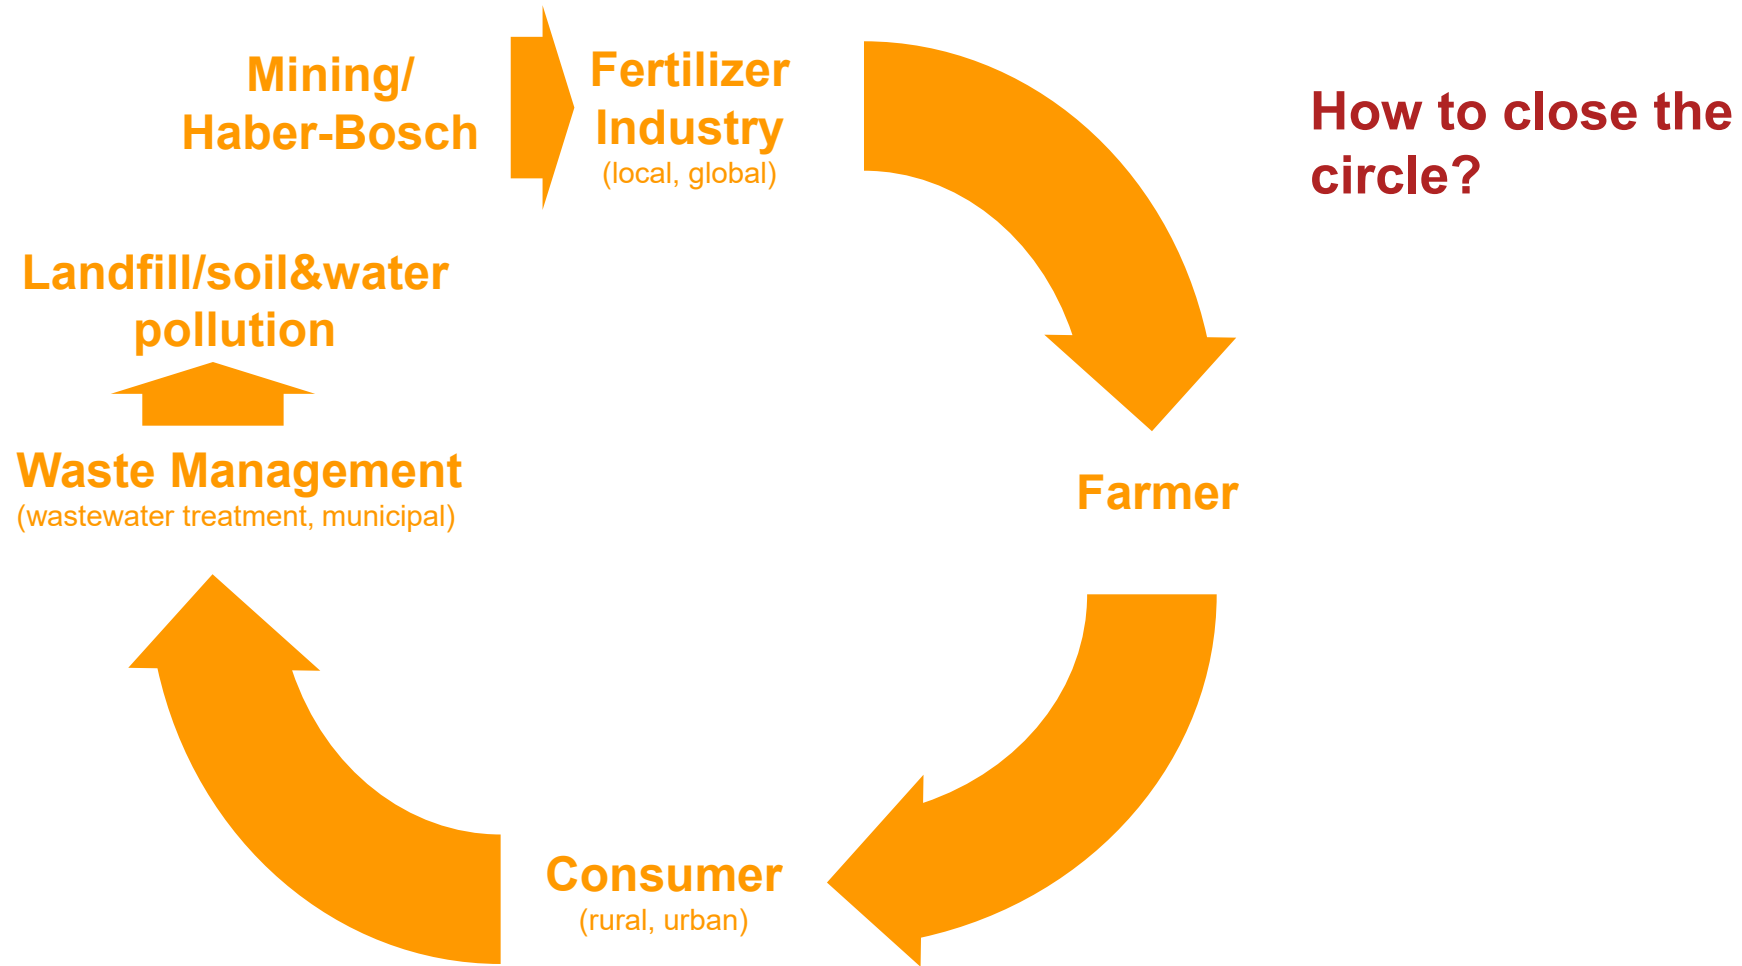 Mining/
Haber-Bosch
Fertilizer
Industry
(local, global)
How to close the
circle?
Landfill/soil&water
pollution
Waste Management
(wastewater treatment, municipal)
Farmer
Consumer
(rural, urban)